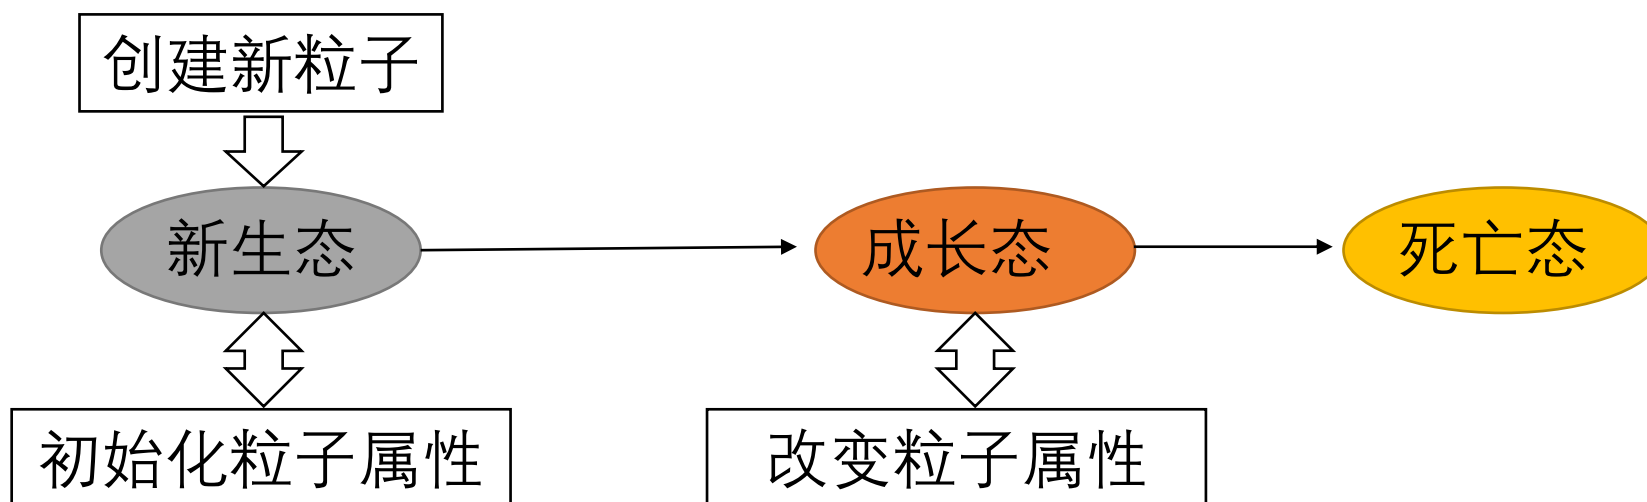 创建新粒子
新生态
成长态
死亡态
初始化粒子属性
改变粒子属性